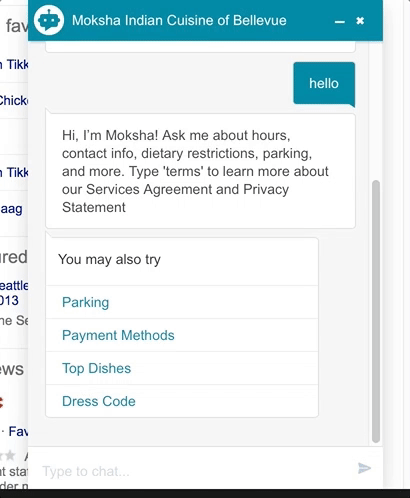 Moksha Indian Cuisine of Bellevue
fav
n Tikk
Chick
n Tikk
aag
hello
Hi, I'm Moksha! Ask me about hours,
contact info, dietary restrictions, parking,
and more. Type 'terms' to learn more about
our Services Agreement and Privacy
Statement
You may also try
Parking
Payment Methods
Top Dishes
Dress Code
ured
eattle
013
ne Se
ews
· Fav
nt sta
der n
Type to chat...